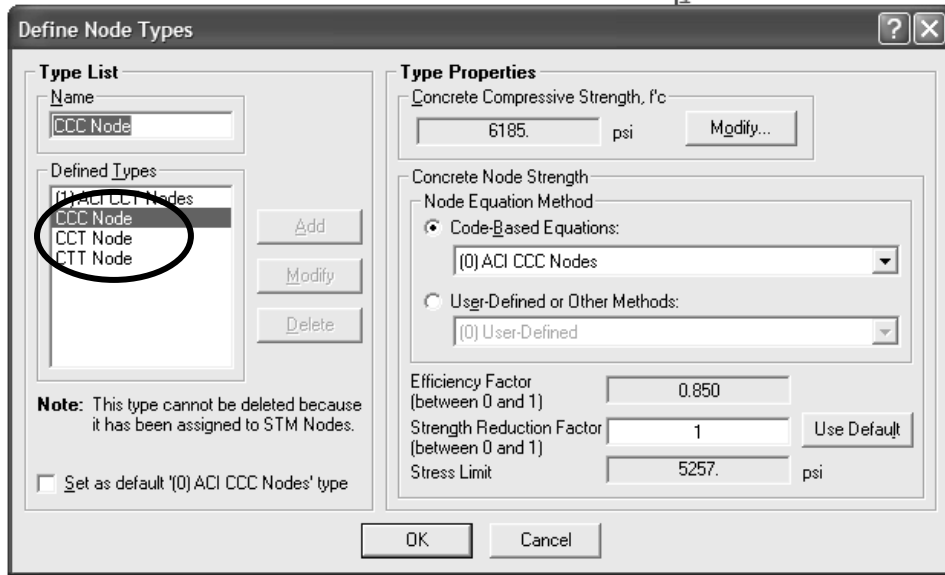 Define Node Types
Type List
Name
CCC Node
Defined Types
(1) ACI CCT Nodes
CCC Node
CCT Node
CTT Node
Add
Modify
Delete
Note: This type cannot be deleted because
it has been assigned to STM Nodes.
Set as default '(0) ACI CCC Nodes' type
Type Properties
Concrete Compressive Strength, f'c
6185. psi Modify...
Concrete Node Strength
Node Equation Method
Code-Based Equations:
(0) ACI CCC Nodes
User-Defined or Other Methods:
(0) User-Defined
Efficiency Factor
(between 0 and 1) 0.850
Strength Reduction Factor
(between 0 and 1) 1 Use Default
Stress Limit 5257. psi
OK Cancel